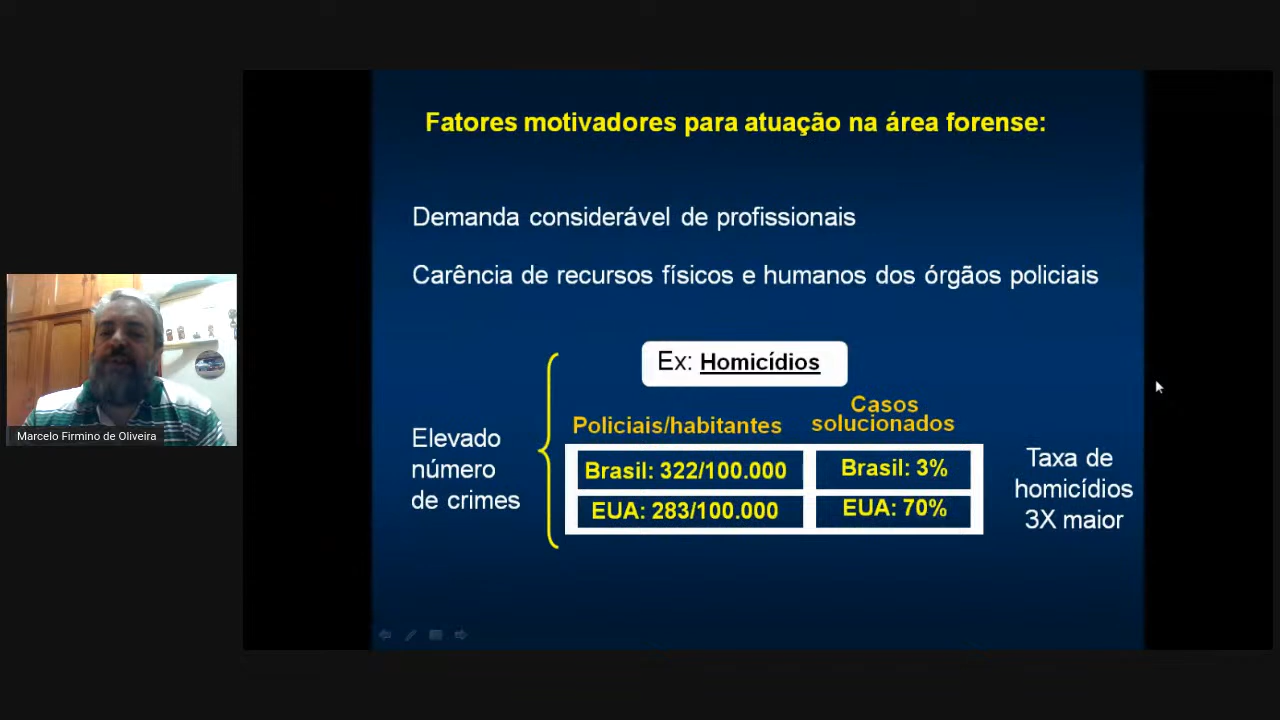 Fatores motivadores para atuação na área forense:
Demanda considerável de profissionais
Carência de recursos físicos e humanos dos órgãos policiais
Ex: Homicídios
Elevado
número
de crimes
Policiais/habitantes
Casos
solucionados
Brasil: 322/100.000
Brasil: 3%
EUA: 283/100.000
EUA: 70%
Taxa de
homicídios
3X maior
Marcelo Firmino de Oliveira